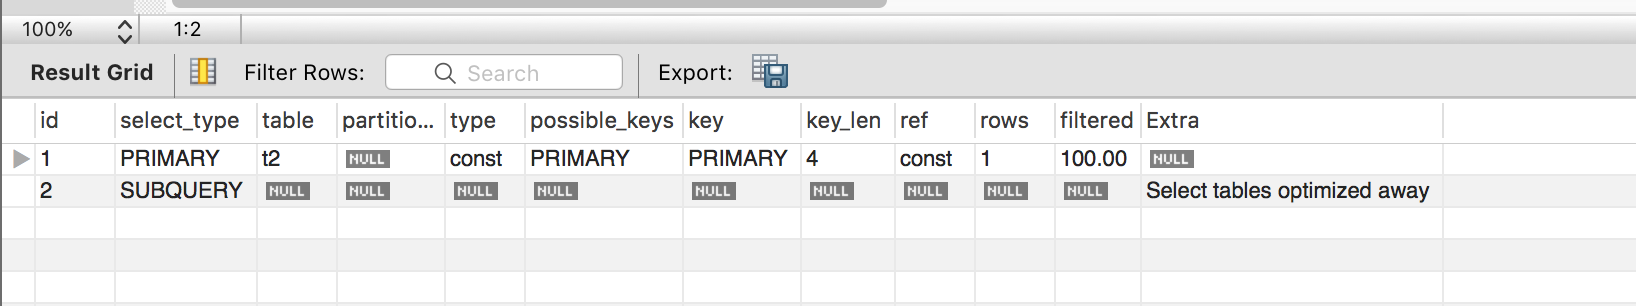 100% 1:2
Result Grid Filter Rows: Search Export:
id select_type table partitio... type possible_keys key key_len ref rows filtered Extra
1 PRIMARY t2 NULL const PRIMARY PRIMARY 4 const 1 100.00 NULL
2 SUBQUERY NULL NULL NULL NULL NULL NULL NULL NULL NULL Select tables optimized away